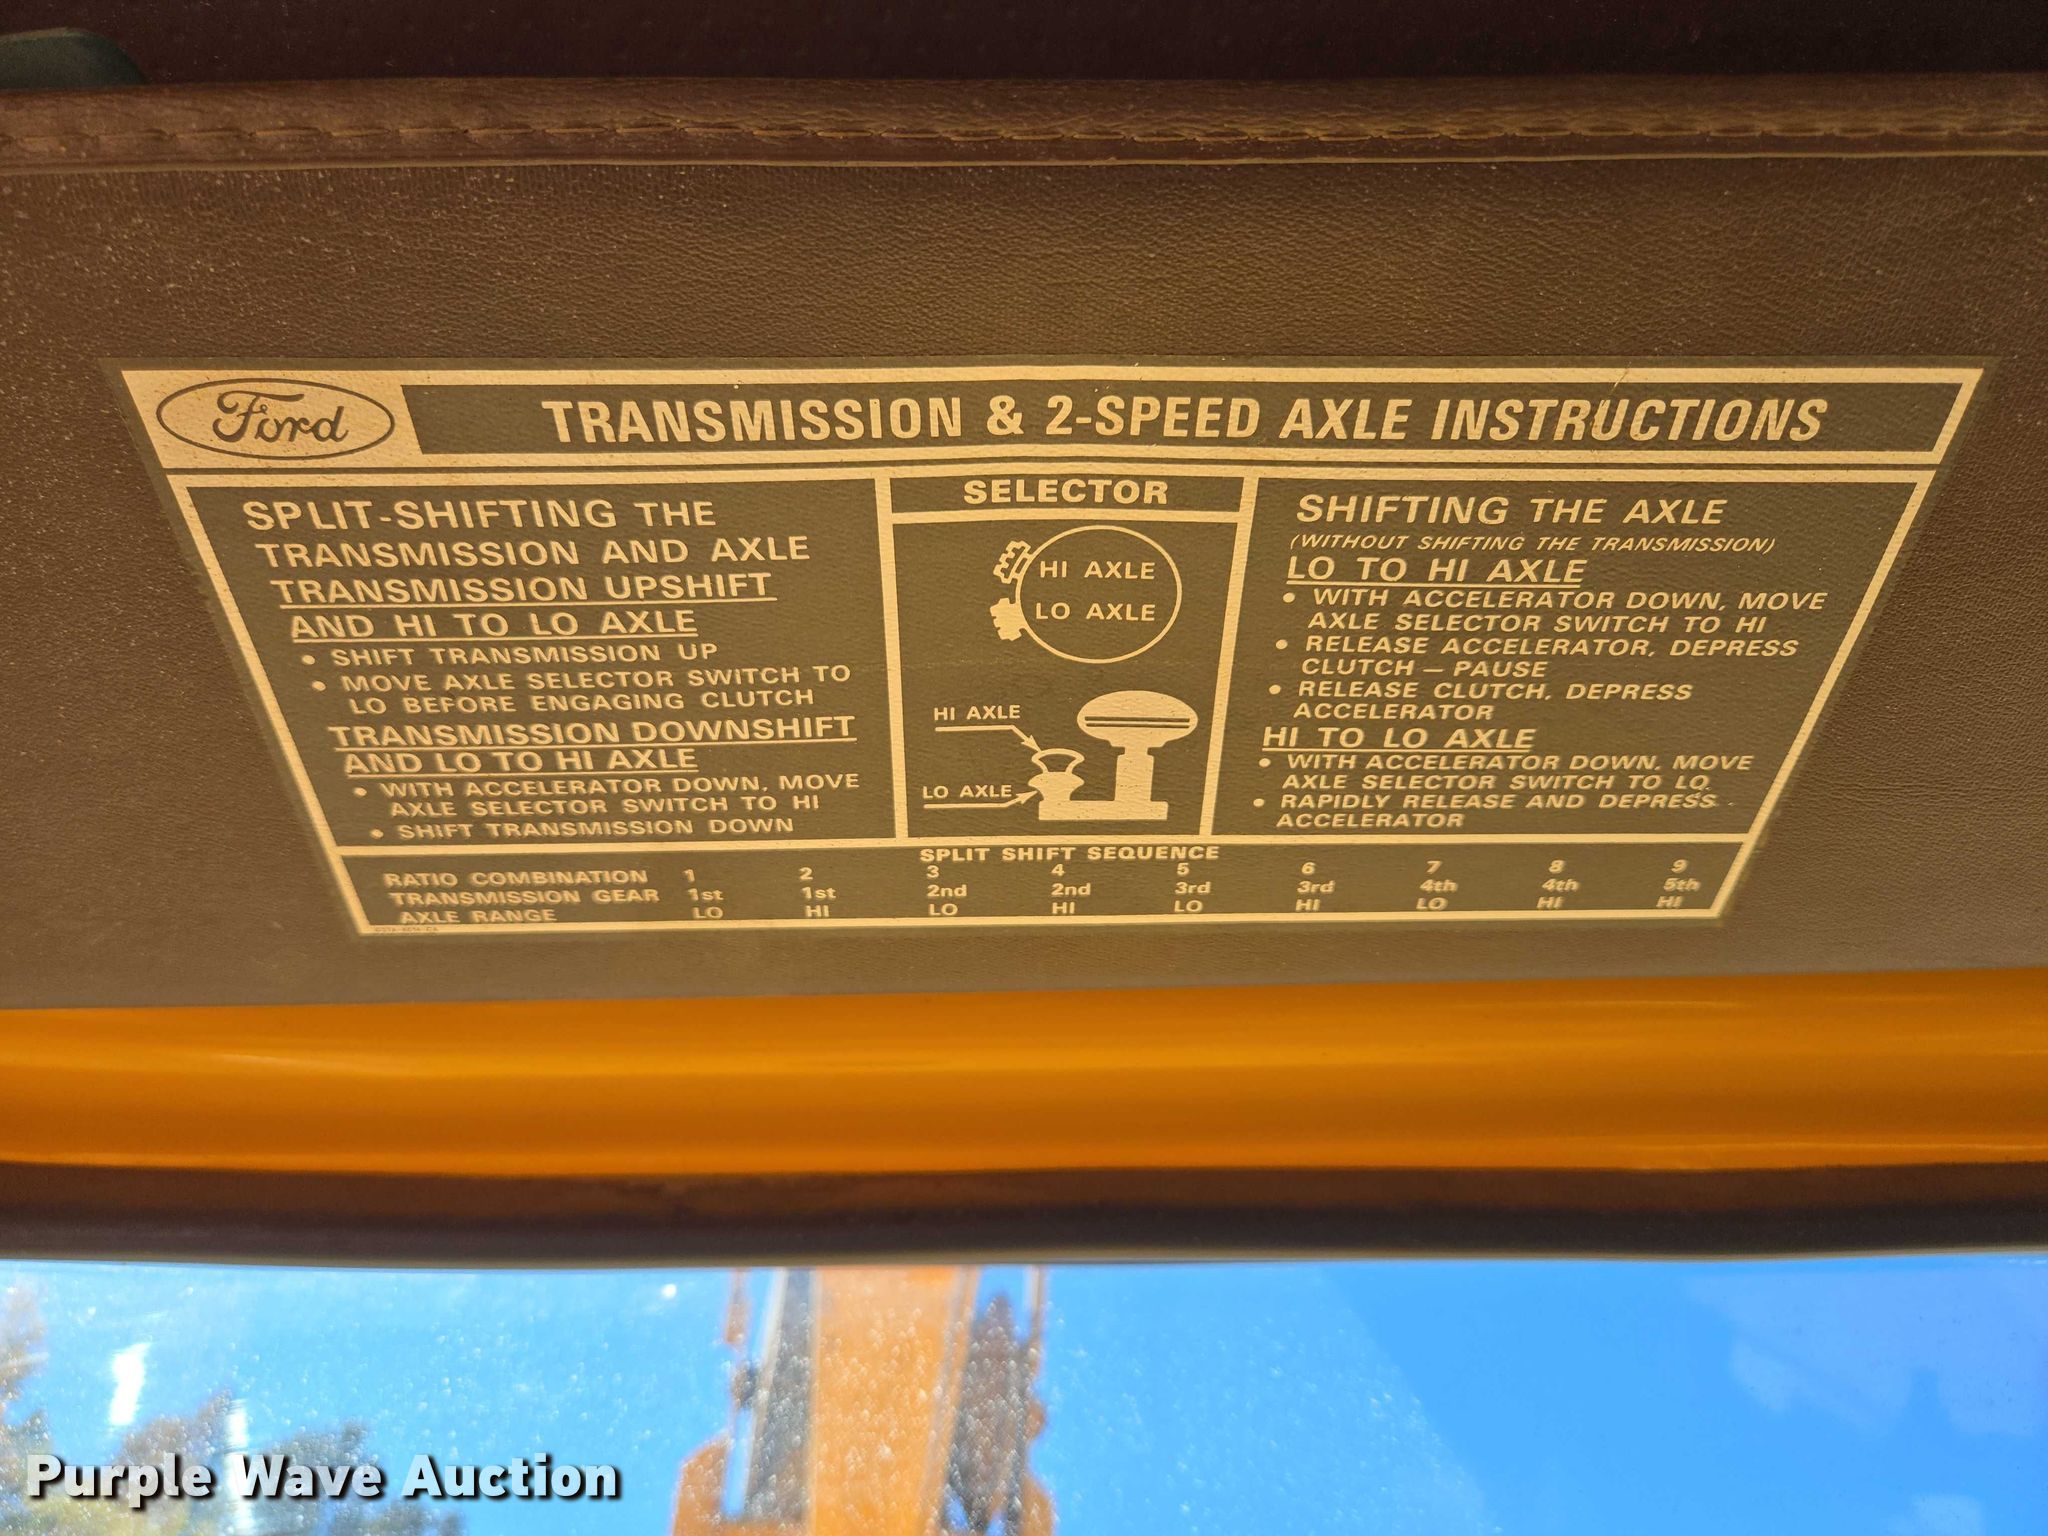 Ford TRANSMISSION & 2-SPEED AXLE INSTRUCTIONS
SPLIT-SHIFTING THE
TRANSMISSION AND AXLE
TRANSMISSION UPSHIFT
AND HI TO LO AXLE
• SHIFT TRANSMISSION UP
• MOVE AXLE SELECTOR SWITCH TO
LO BEFORE ENGAGING CLUTCH
TRANSMISSION DOWNSHIFT
AND LO TO HI AXLE
• WITH ACCELERATOR DOWN, MOVE
AXLE SELECTOR SWITCH TO HI
• SHIFT TRANSMISSION DOWN
SELECTOR
HI AXLE
LO AXLE
HI AXLE
LO AXLE
SHIFTING THE AXLE
(WITHOUT SHIFTING THE TRANSMISSION)
LO TO HI AXLE
• WITH ACCELERATOR DOWN, MOVE
AXLE SELECTOR SWITCH TO HI
• RELEASE ACCELERATOR, DEPRESS
CLUTCH — PAUSE
• RELEASE CLUTCH, DEPRESS
ACCELERATOR
HI TO LO AXLE
• WITH ACCELERATOR DOWN, MOVE
AXLE SELECTOR SWITCH TO LO
• RAPIDLY RELEASE AND DEPRESS
ACCELERATOR
SPLIT SHIFT SEQUENCE
RATIO COMBINATION 1 2 3 4 5 6 7 8 9
TRANSMISSION GEAR 1st 1st 2nd 2nd 3rd 3rd 4th 4th 5th
AXLE RANGE LO HI LO HI LO HI LO HI HI
Purple Wave Auction